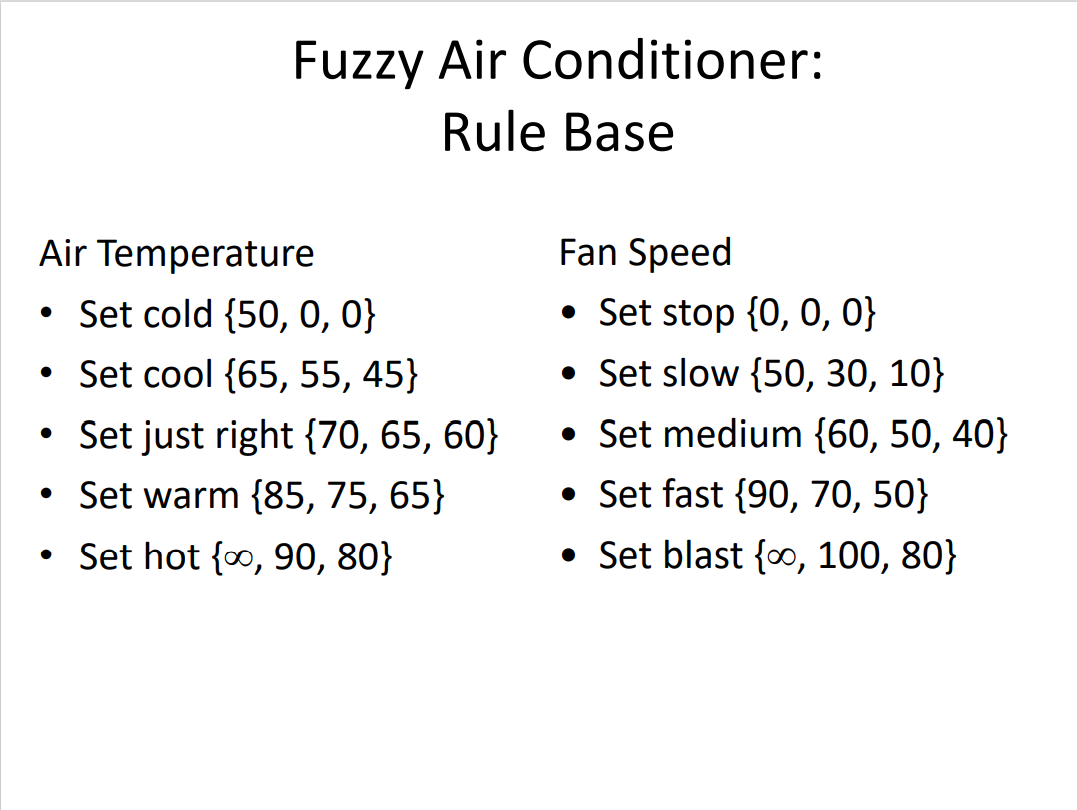 Fuzzy Air Conditioner:
Rule Base
Air Temperature
• Set cold {50, 0, 0}
• Set cool {65, 55, 45}
• Set just right {70, 65, 60}
• Set warm {85, 75, 65}
• Set hot {∞, 90, 80}
Fan Speed
• Set stop {0, 0, 0}
• Set slow {50, 30, 10}
• Set medium {60, 50, 40}
• Set fast {90, 70, 50}
• Set blast {∞, 100, 80}